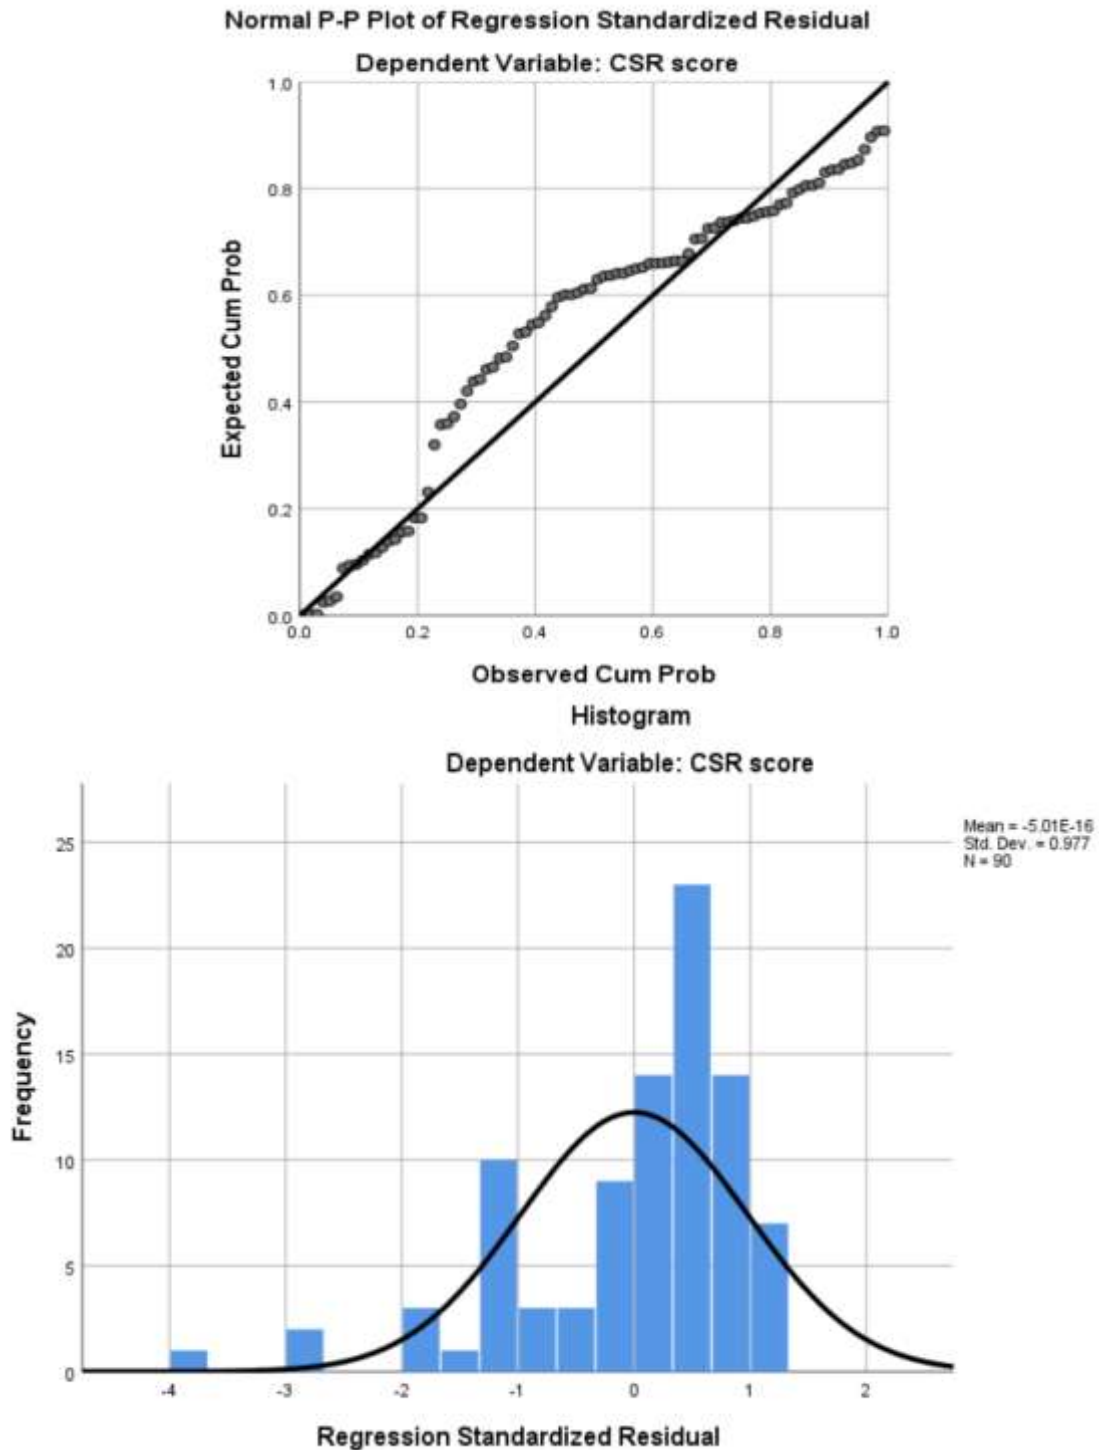 Normal P-P Plot of Regression Standardized Residual
Dependent Variable: CSR score
1.0
0.8
0.6
0.4
0.2
0.0
Expected Cum Prob
0.0 0.2 0.4 0.6 0.8 1.0
Observed Cum Prob
Histogram
Dependent Variable: CSR score
Mean = -5.01E-16
Std. Dev. = 0.977
N = 90
25
20
15
10
5
0
Frequency
-4 -3 -2 -1 0 1 2
Regression Standardized Residual